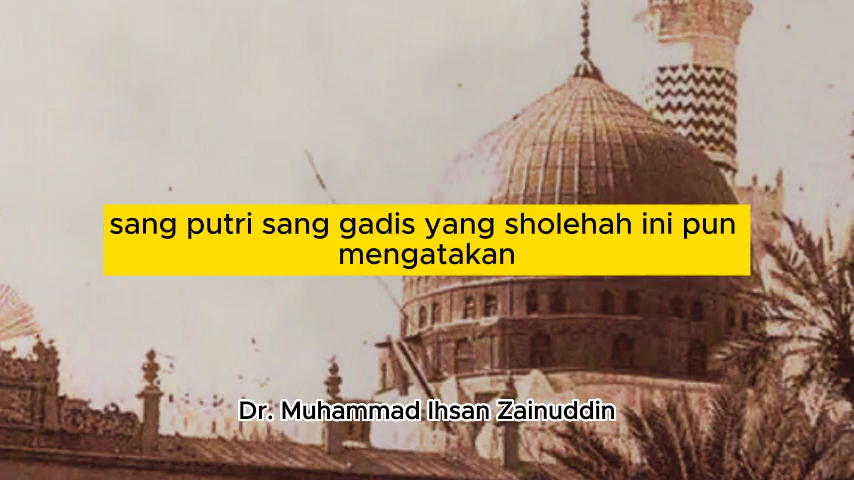 sang putri sang gadis yang sholehah ini pun
mengatakan
Dr. Muhammad Ihsan Zainuddin